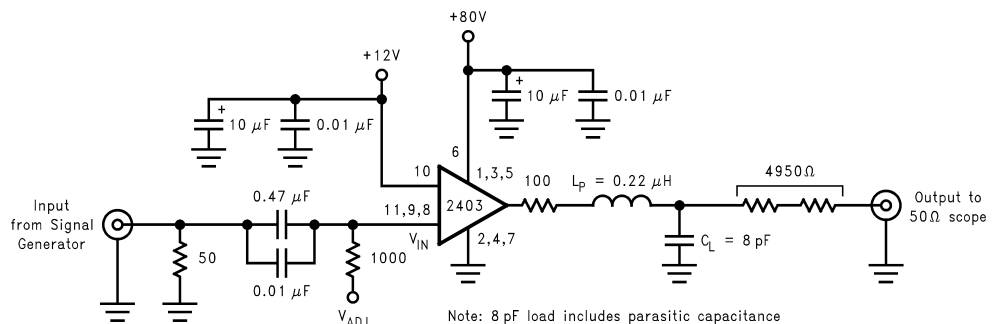 +80V
+12V
+
10 µF
0.01 µF
+
10 µF
0.01 µF
6
10
1,3,5
2403
11,9,8
V_IN
2,4,7
100
L_P = 0.22 µH
4950Ω
Output to
50Ω scope
C_L = 8 pF
Input
from Signal
Generator
50
0.47 µF
0.01 µF
1000
V_ADJ
Note: 8 pF load includes parasitic capacitance